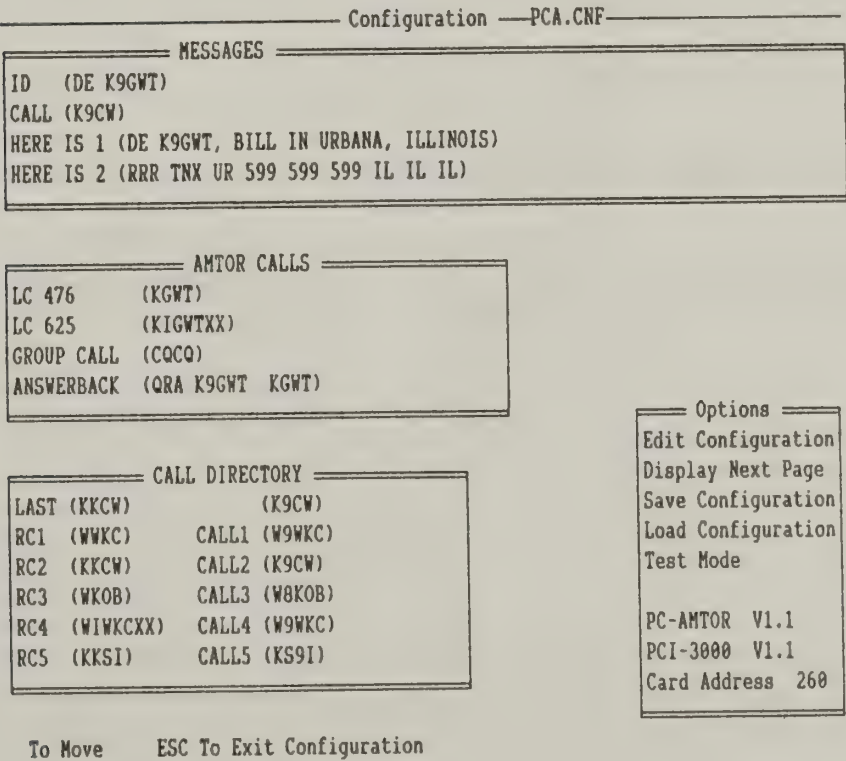 Configuration PCA.CNF
MESSAGES
ID (DE K9GWT)
CALL (K9CW)
HERE IS 1 (DE K9GWT, BILL IN URBANA, ILLINOIS)
HERE IS 2 (RRR TNX UR 599 599 599 IL IL IL)
AMTOR CALLS
LC 476 (KGWT)
LC 625 (KIGWTXX)
GROUP CALL (CQCQ)
ANSWERBACK (QRA K9GWT KGWT)
CALL DIRECTORY
LAST (KKCW) (K9CW)
RC1 (WWKC) CALL1 (W9WKC)
RC2 (KKCW) CALL2 (K9CW)
RC3 (WKOB) CALL3 (W8KOB)
RC4 (WIWKCXX) CALL4 (W9WKC)
RC5 (KKSI) CALL5 (KS9I)
Options
Edit Configuration
Display Next Page
Save Configuration
Load Configuration
Test Mode
PC-AMTOR V1.1
PCI-3000 V1.1
Card Address 260
To Move ESC To Exit Configuration